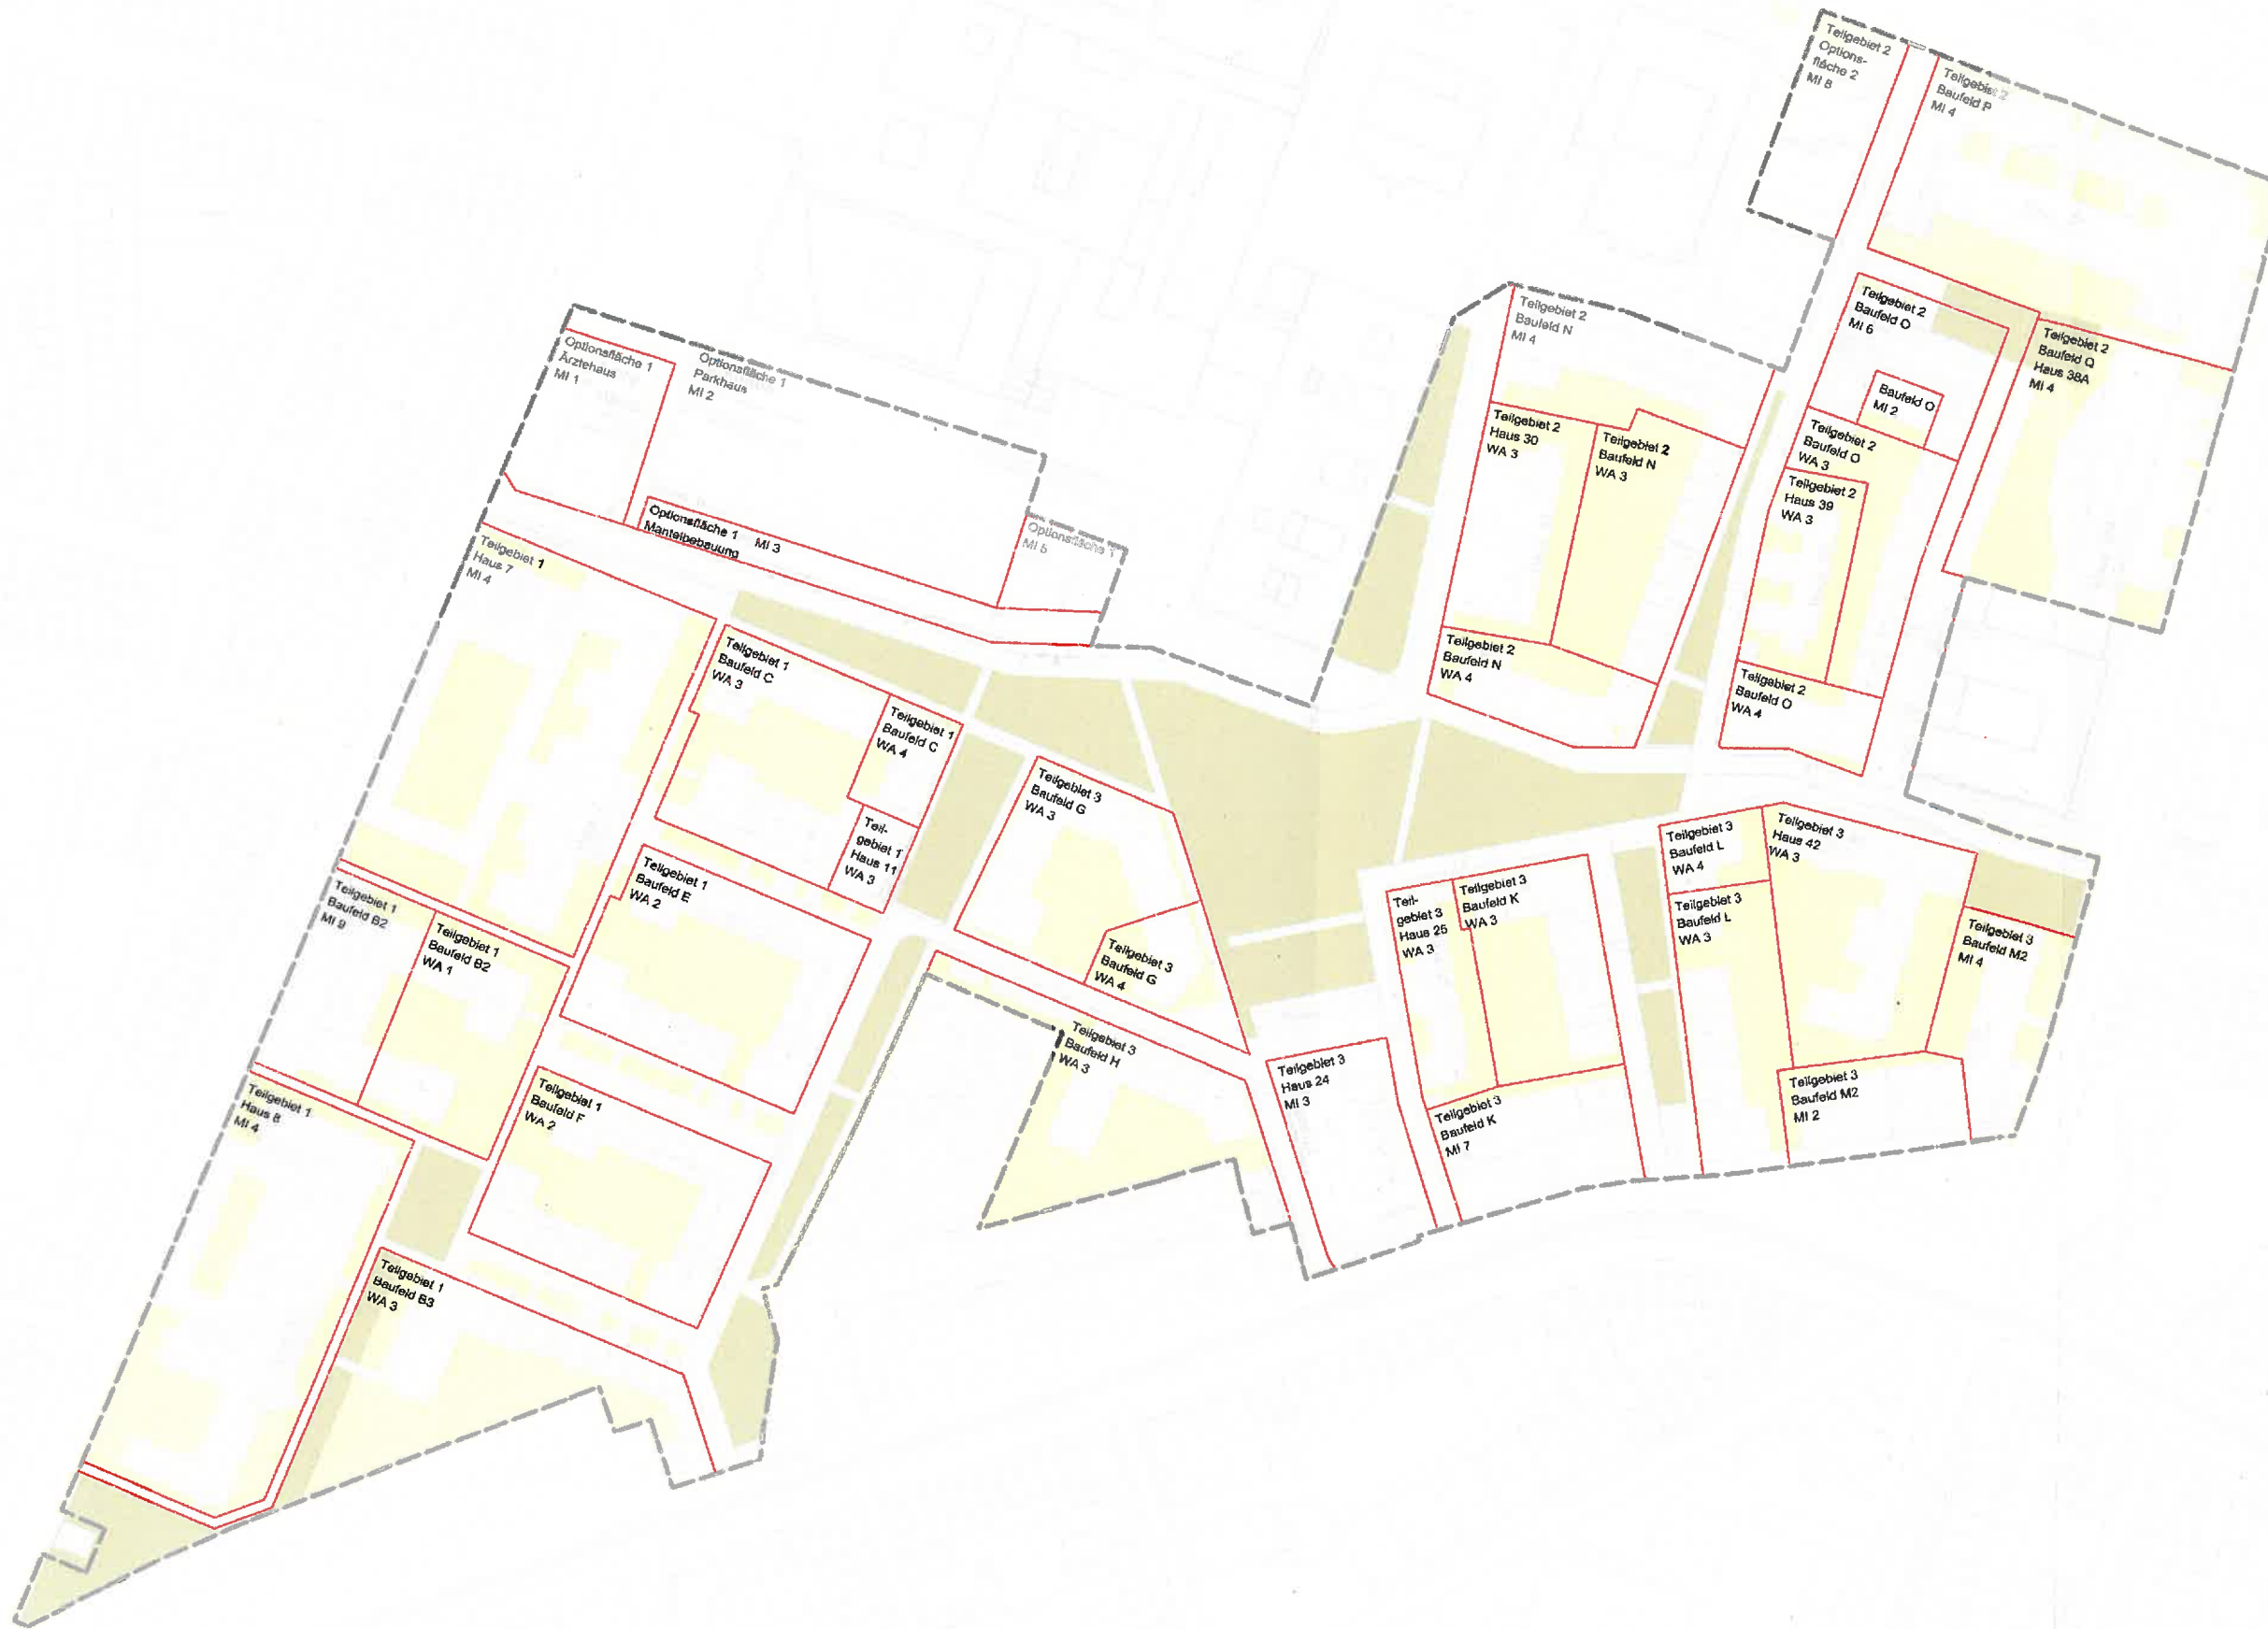 Teilgebiet 2
Options-
fläche 2
MI 8
Teilgebiet 2
Baufeld P
MI 4
Teilgebiet 2
Baufeld O
MI 6
Baufeld O
MI 2
Teilgebiet 2
Baufeld Q
Haus 38A
MI 4
Teilgebiet 2
Baufeld N
MI 4
Teilgebiet 2
Haus 30
WA 3
Teilgebiet 2
Baufeld N
WA 3
Teilgebiet 2
Baufeld O
WA 3
Teilgebiet 2
Haus 39
WA 3
Teilgebiet 2
Baufeld N
WA 4
Teilgebiet 2
Baufeld O
WA 4
Optionsfläche 1
Ärztehaus
MI 1
Optionsfläche 1
Parkhaus
MI 2
Optionsfläche 1 MI 3
Mantelbebauung
Optionsfläche 1
MI 5
Teilgebiet 1
Haus 7
MI 4
Teilgebiet 1
Baufeld C
WA 3
Teilgebiet 1
Baufeld C
WA 4
Teil-
gebiet 1
Haus 11
WA 3
Teilgebiet 1
Baufeld E
WA 2
Teilgebiet 1
Baufeld B2
MI 9
Teilgebiet 1
Baufeld B2
WA 1
Teilgebiet 1
Baufeld F
WA 2
Teilgebiet 1
Haus 8
MI 4
Teilgebiet 1
Baufeld B3
WA 3
Teilgebiet 3
Baufeld G
WA 3
Teilgebiet 3
Baufeld G
WA 4
Teilgebiet 3
Baufeld H
WA 3
Teilgebiet 3
Haus 24
MI 3
Teil-
gebiet 3
Haus 25
WA 3
Teilgebiet 3
Baufeld K
WA 3
Teilgebiet 3
Baufeld K
MI 7
Teilgebiet 3
Baufeld L
WA 4
Teilgebiet 3
Baufeld L
WA 3
Teilgebiet 3
Haus 42
WA 3
Teilgebiet 3
Baufeld M2
MI 4
Teilgebiet 3
Baufeld M2
MI 2